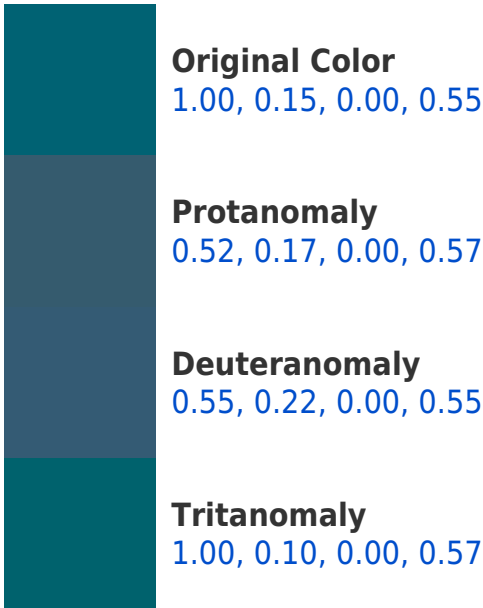 Original Color
1.00, 0.15, 0.00, 0.55
Protanomaly
0.52, 0.17, 0.00, 0.57
Deuteranomaly
0.55, 0.22, 0.00, 0.55
Tritanomaly
1.00, 0.10, 0.00, 0.57